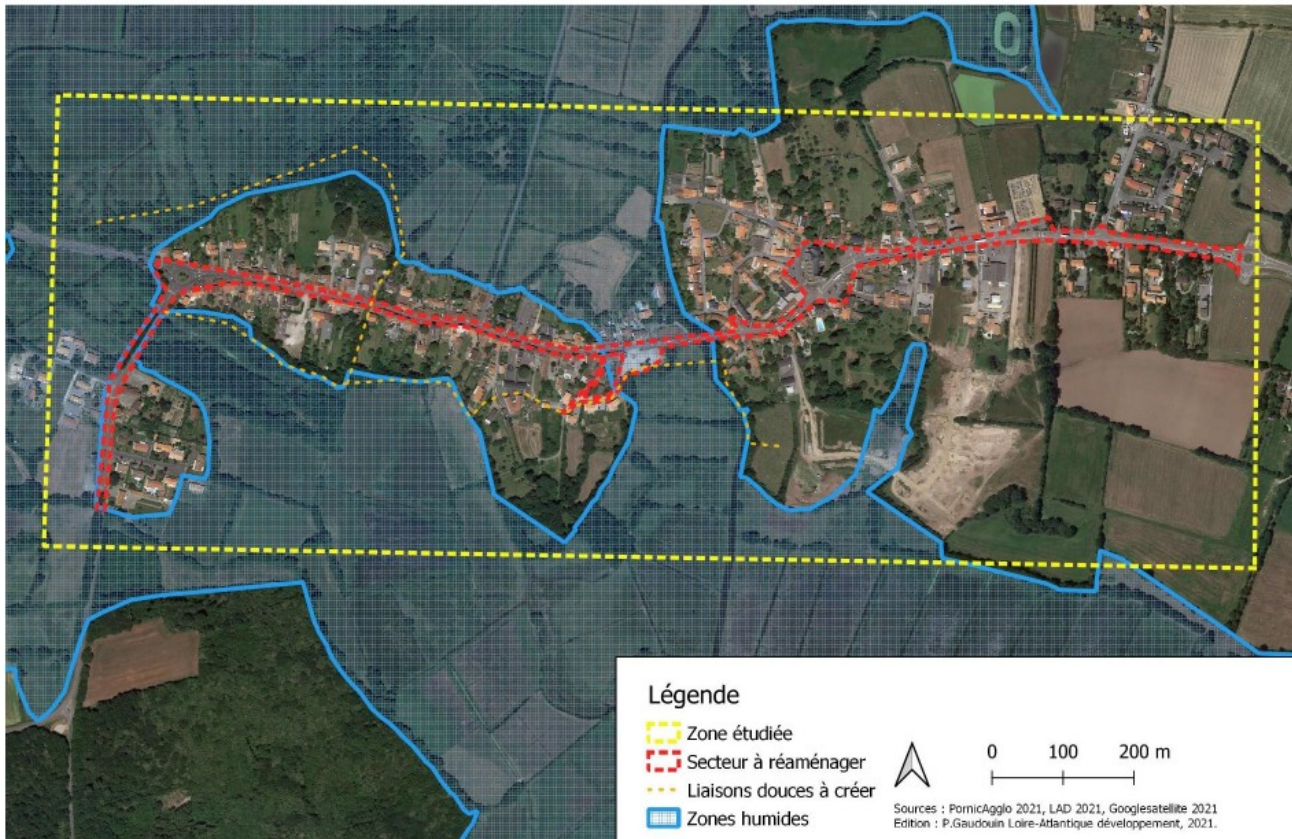 Légende
Zone étudiée
Secteur à réaménager
Liaisons douces à créer
Zones humides
0 100 200 m
Sources : PornicAgglo 2021, LAD 2021, Googlesatellite 2021
Edition : P.Gaudouin Loire-Atlantique développement, 2021.